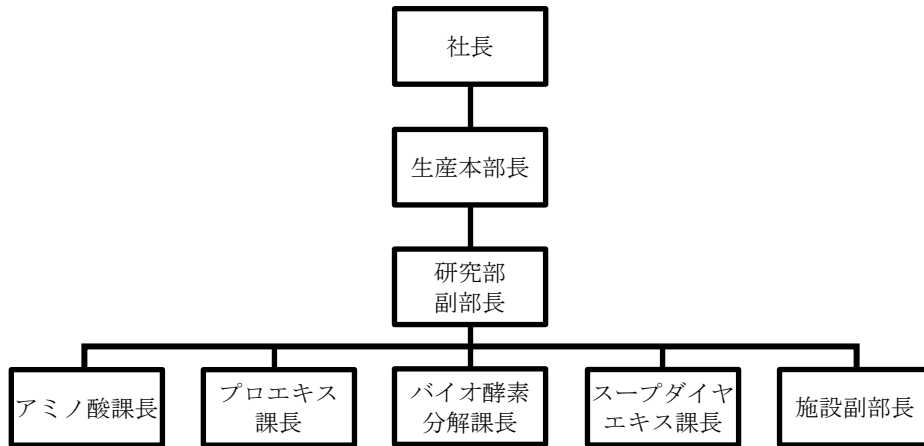 社長
生産本部長
研究部
副部長
アミノ酸課長
プロエキス
課長
バイオ酵素
分解課長
スープダイヤ
エキス課長
施設副部長